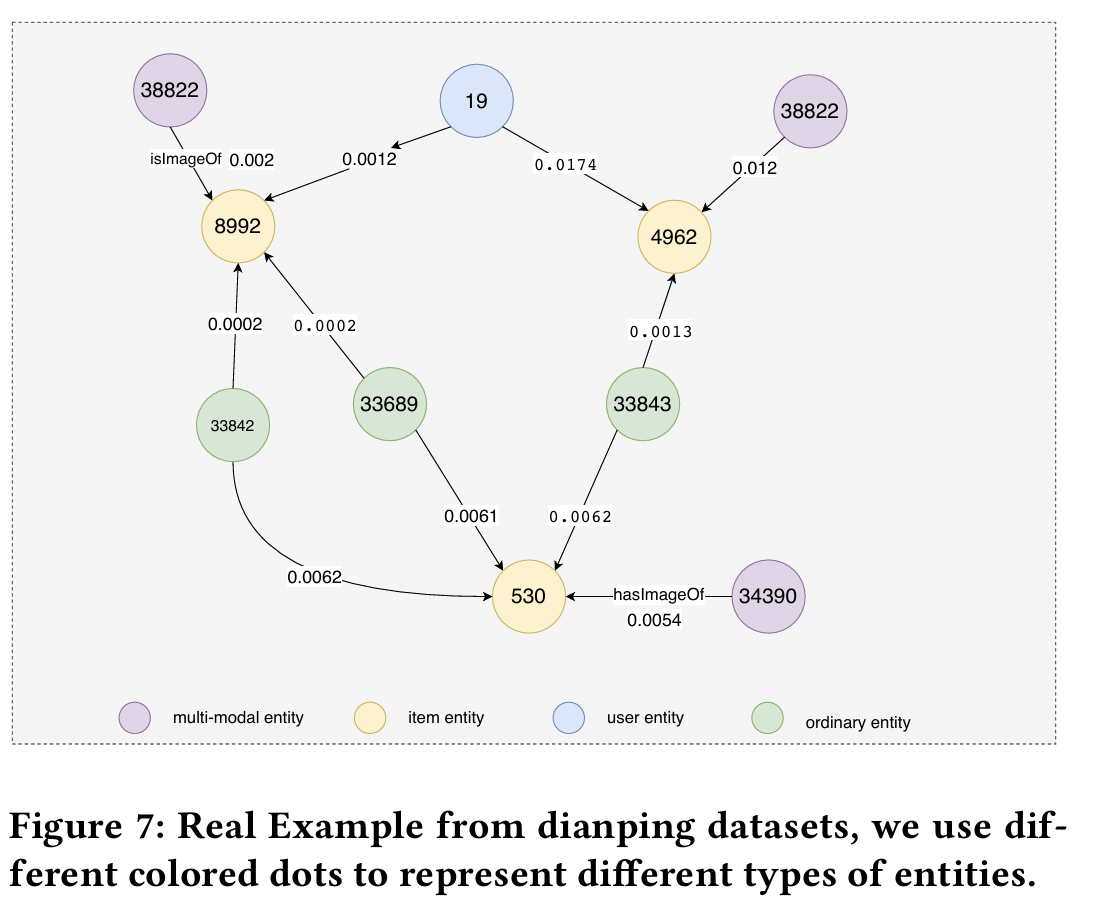 38822
19
38822
isImageOf 0.002
0.0012
0.0174
0.012
8992
4962
0.0002
0.0002
0.0013
33842
33689
33843
0.0061
0.0062
0.0062
530
hasImageOf
0.0054
34390
multi-modal entity
item entity
user entity
ordinary entity
Figure 7: Real Example from dianping datasets, we use dif-
ferent colored dots to represent different types of entities.